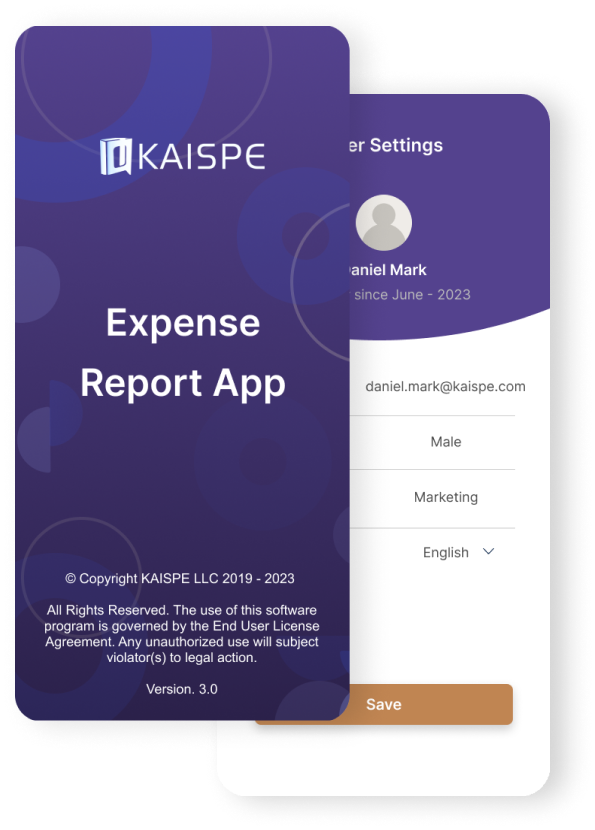 KAISPE
Expense
Report App
© Copyright KAISPE LLC 2019 - 2023
All Rights Reserved. The use of this software
program is governed by the End User License
Agreement. Any unauthorized use will subject
violator(s) to legal action.
Version. 3.0
er Settings
aniel Mark
since June - 2023
daniel.mark@kaispe.com
Male
Marketing
English
Save